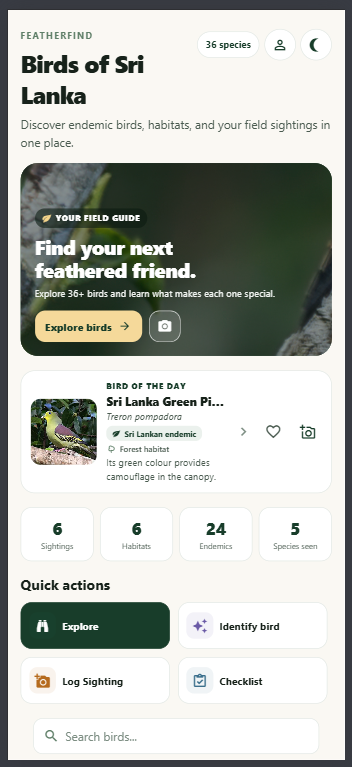 FEATHERFIND
36 species
Birds of Sri
Lanka
Discover endemic birds, habitats, and your field sightings in
one place.
YOUR FIELD GUIDE
Find your next
feathered friend.
Explore 36+ birds and learn what makes each one special.
Explore birds →
BIRD OF THE DAY
Sri Lanka Green Pi...
Treron pompadora
Sri Lankan endemic
Forest habitat
Its green colour provides
camouflage in the canopy.
6
Sightings
6
Habitats
24
Endemics
5
Species seen
Quick actions
Explore
Identify bird
Log Sighting
Checklist
Search birds...